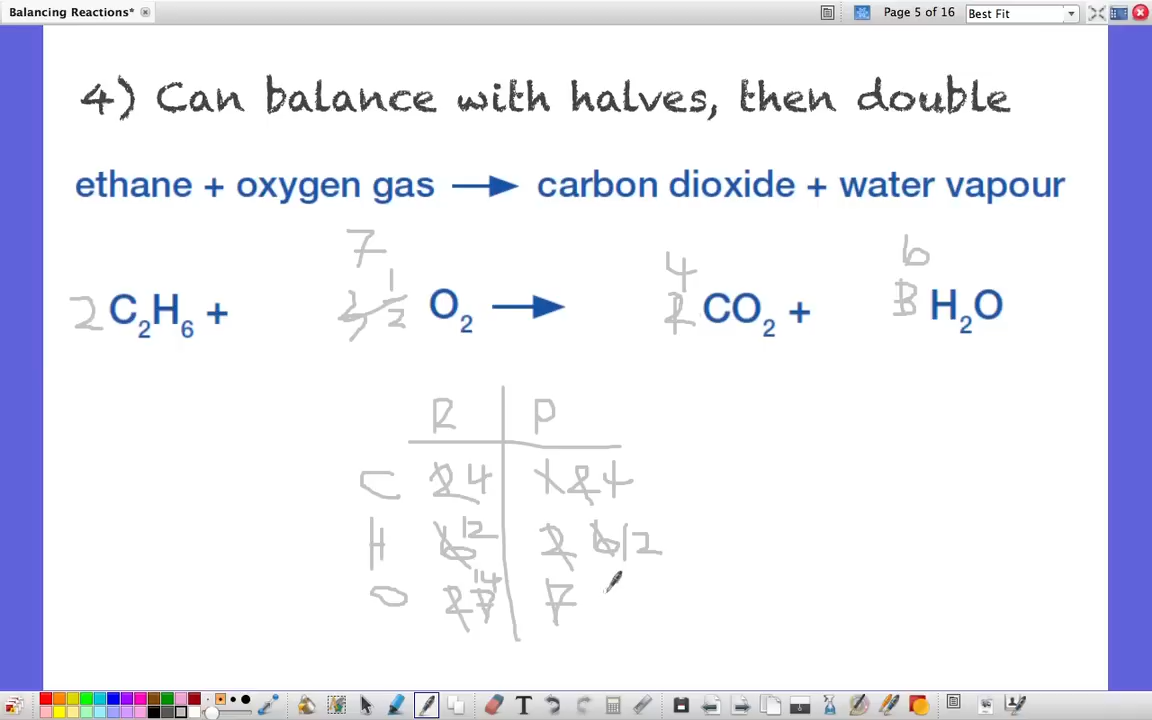 Balancing Reactions*
Page 5 of 16
Best Fit
4) Can balance with halves, then double
ethane + oxygen gas → carbon dioxide + water vapour
7 4 6
2 C₂H₆ + 3 1/2 O₂ → 2 CO₂ + 3 H₂O
R P
C 2 4 1 2 4
H 6 12 2 6 12
O 2 7 14 7
T